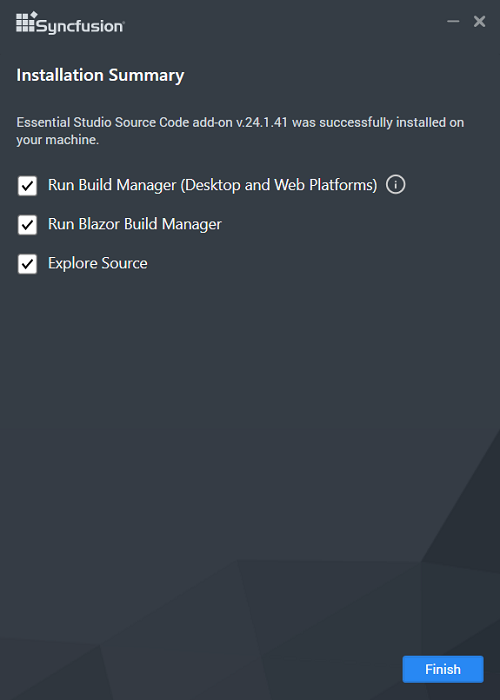 Syncfusion
Installation Summary
Essential Studio Source Code add-on v.24.1.41 was successfully installed on
your machine.
Run Build Manager (Desktop and Web Platforms)
Run Blazor Build Manager
Explore Source
Finish